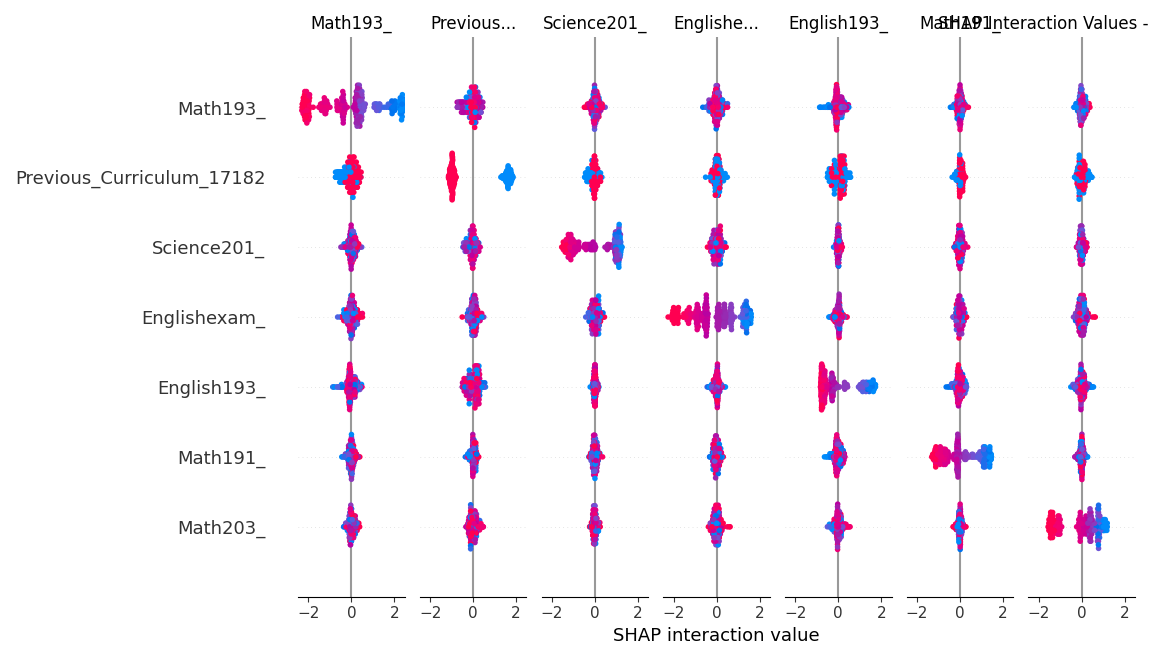 Math193_ Previous... Science201_ Englishe... English193_ Math191_ SHAP Interaction Values -
Math193_
Previous_Curriculum_17182
Science201_
Englishexam_
English193_
Math191_
Math203_
−2 0 2 −2 0 2 −2 0 2 −2 0 2 −2 0 2 −2 0 2 −2 0 2
SHAP interaction value